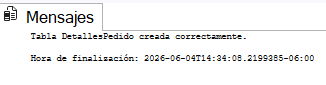 Mensajes
Tabla DetallesPedido creada correctamente.
Hora de finalización: 2026-06-04T14:34:08.2199385-06:00